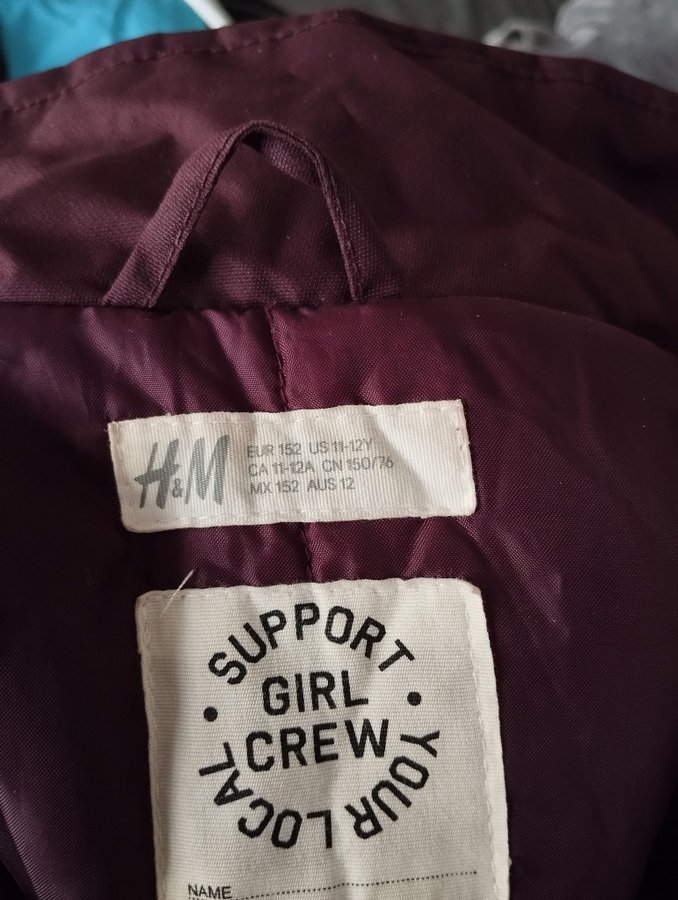 H&M
EUR 152 US 11-12Y
CA 11-12A CN 150/76
MX 152 AUS 12
SUPPORT
GIRL
CREW
YOUR LOCAL
NAME